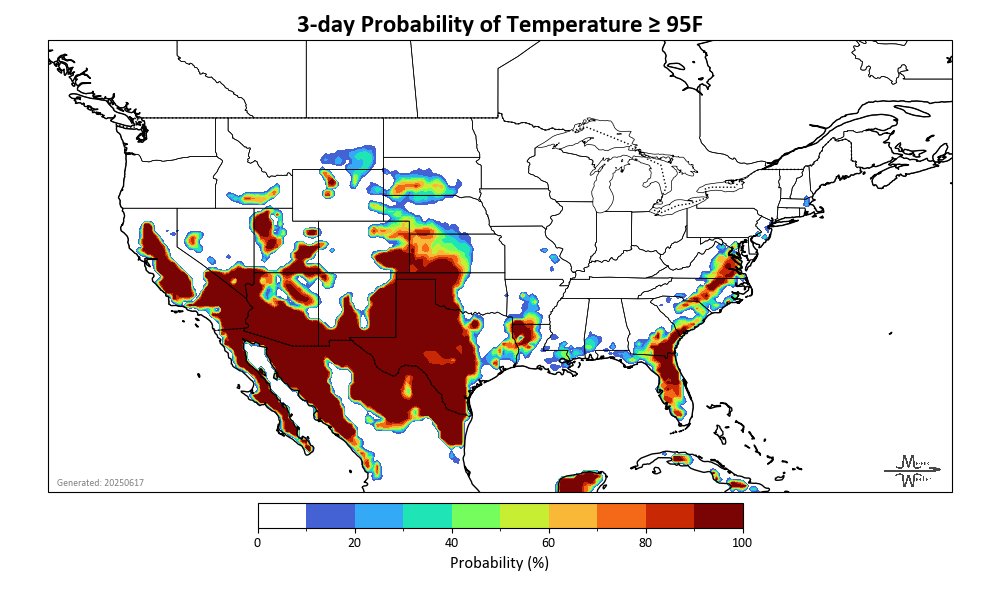 3-day Probability of Temperature ≥ 95F
Generated: 20250617
0 20 40 60 80 100
Probability (%)